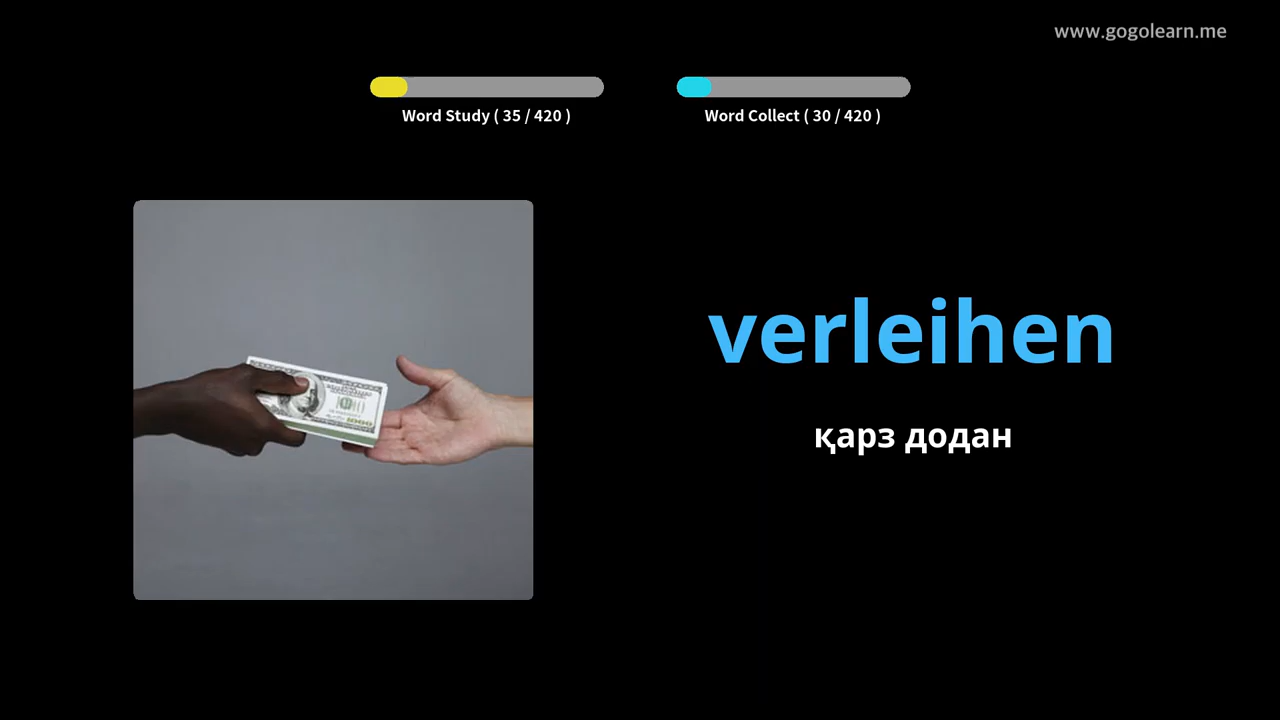 www.gogolearn.me
Word Study ( 35 / 420 )
Word Collect ( 30 / 420 )
verleihen
қарз додан